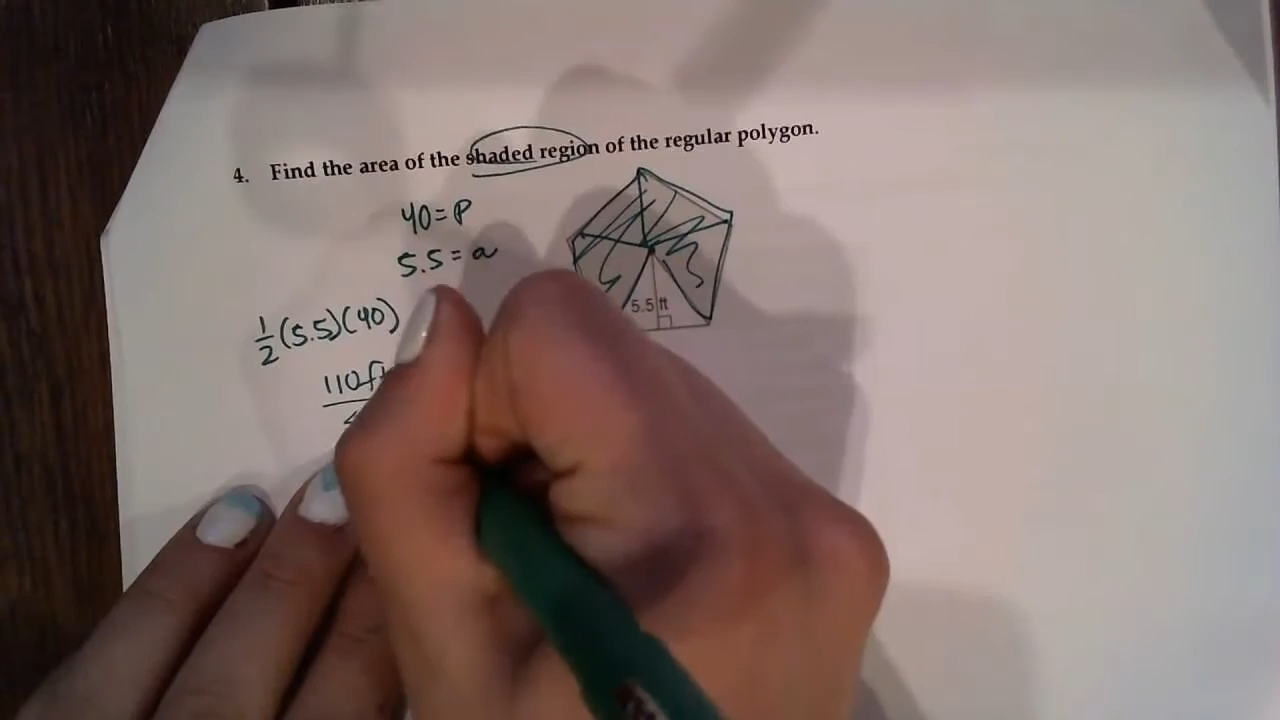 4. Find the area of the shaded region of the regular polygon.
40 = P
5.5 = a
5.5 ft
1/2 (5.5)(40)
110 ft